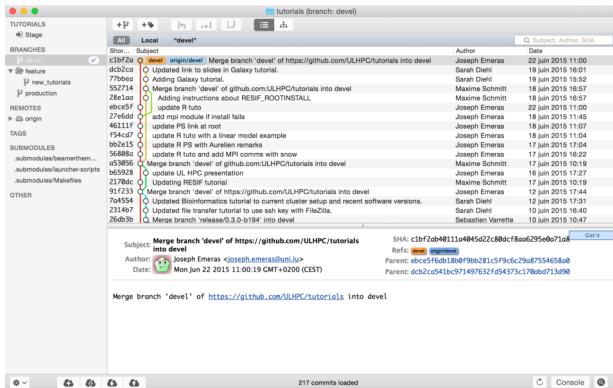 tutorials (branch: devel)
TUTORIALS
Stage
BRANCHES
devel
feature
new_tutorials
production
REMOTES
origin
TAGS
SUBMODULES
.submodules/beamerthem...
.submodules/launcher-scripts
.submodules/Makefiles
OTHER
All Local "devel" Subject, Author, SHA
Shor... Subject Author Date
c1bf2a devel origin/devel Merge branch 'devel' of https://github.com/ULHPC/tutorials into devel Joseph Emeras 22 juin 2015 11:00
dcb2ca Updated link to slides in Galaxy tutorial. Sarah Diehl 19 juin 2015 16:01
77bbea Adding Galaxy tutorial. Sarah Diehl 19 juin 2015 15:52
552714 Merge branch 'devel' of github.com:ULHPC/tutorials into devel Maxime Schmitt 18 juin 2015 16:57
28e1aa Adding instructions about RESIF_ROOTINSTALL Maxime Schmitt 18 juin 2015 16:57
ebce5f update R tuto Joseph Emeras 22 juin 2015 11:00
27e6dd add mpi module if install fails Joseph Emeras 18 juin 2015 11:45
46111f update PS link at root Joseph Emeras 18 juin 2015 11:07
f54cd7 update R tuto with a linear model example Joseph Emeras 18 juin 2015 11:04
bb2e15 update R PS with Aurelien remarks Joseph Emeras 17 juin 2015 17:04
56808a update R tuto and add MPI comms with snow Joseph Emeras 17 juin 2015 16:22
a53056 Merge branch 'devel' of github.com:ULHPC/tutorials into devel Maxime Schmitt 17 juin 2015 10:19
b65928 update UL HPC presentation Joseph Emeras 16 juin 2015 17:27
2170dc Updating RESIF tutorial Maxime Schmitt 17 juin 2015 10:19
91f233 Merge branch 'devel' of https://github.com/ULHPC/tutorials into devel Joseph Emeras 12 juin 2015 17:44
7a4554 Updated Bioinformatics tutorial to current cluster setup and recent software versions. Sarah Diehl 12 juin 2015 15:31
2314b7 Updated file transfer tutorial to use ssh key with FileZilla. Sarah Diehl 10 juin 2015 16:40
26db3b Merge branch 'release/0.3.0-b194' into devel Sebastien Varrette 10 juin 2015 10:47
Subject: Merge branch 'devel' of https://github.com/ULHPC/tutorials into devel
Author: Joseph Emeras <joseph.emeras@uni.lu>
Date: Mon Jun 22 2015 11:00:19 GMT+0200 (CEST)
SHA: c1bf2ab40111a4045d22c80dcf8aa6295e0a71a8
Gist it
Refs: devel origin/devel
Parent: ebce5f6db18b0f9bb281c5f9c6c29a87554658a0
Parent: dcb2ca541bc971497632fd54373c170abd713d90
Merge branch 'devel' of https://github.com/ULHPC/tutorials into devel
217 commits loaded
Console